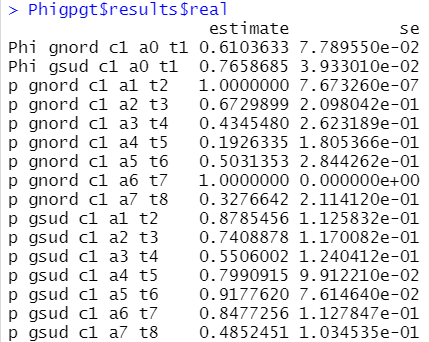 > Phigpgt$results$real
estimate se
Phi gnord c1 a0 t1 0.6103633 7.789550e-02
Phi gsud c1 a0 t1 0.7658685 3.933010e-02
p gnord c1 a1 t2 1.0000000 7.673260e-07
p gnord c1 a2 t3 0.6729899 2.098042e-01
p gnord c1 a3 t4 0.4345480 2.623189e-01
p gnord c1 a4 t5 0.1926335 1.805366e-01
p gnord c1 a5 t6 0.5031353 2.844262e-01
p gnord c1 a6 t7 1.0000000 0.000000e+00
p gnord c1 a7 t8 0.3276642 2.114120e-01
p gsud c1 a1 t2 0.8785456 1.125832e-01
p gsud c1 a2 t3 0.7408878 1.170082e-01
p gsud c1 a3 t4 0.5506002 1.240412e-01
p gsud c1 a4 t5 0.7990915 9.912210e-02
p gsud c1 a5 t6 0.9177620 7.614640e-02
p gsud c1 a6 t7 0.8477256 1.127847e-01
p gsud c1 a7 t8 0.4852451 1.034535e-01